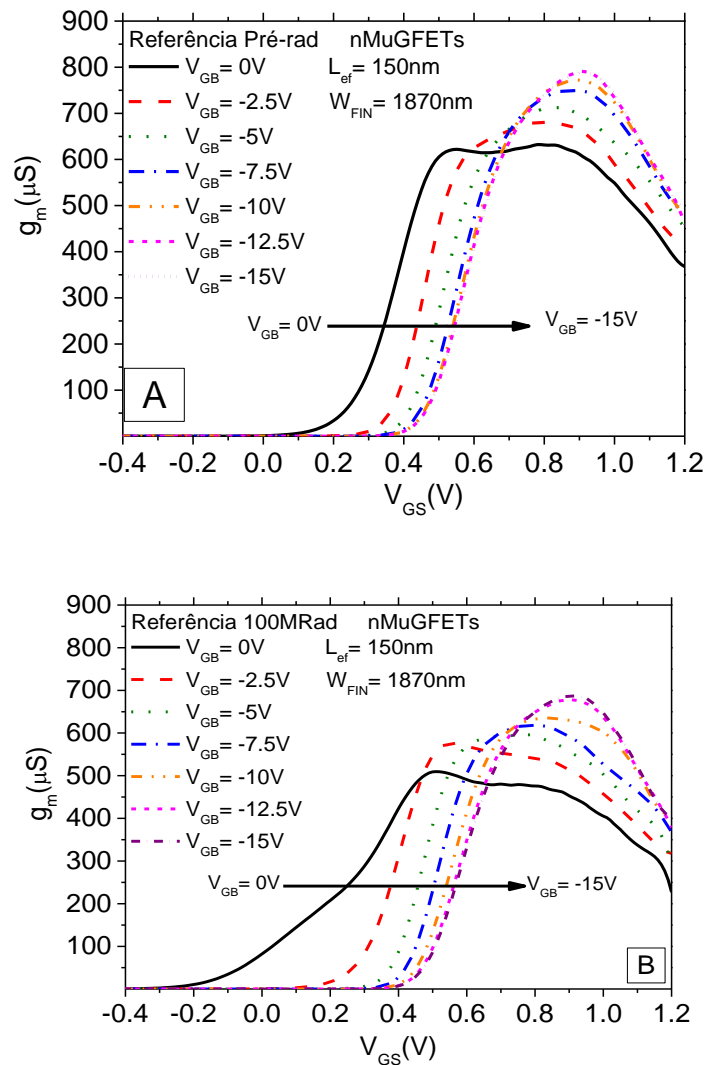 Referência Pré-rad nMuGFETs
V_GB= 0V L_ef= 150nm
V_GB= -2.5V W_FIN= 1870nm
V_GB= -5V
V_GB= -7.5V
V_GB= -10V
V_GB= -12.5V
V_GB= -15V
V_GB= 0V V_GB= -15V
A
900
800
700
600
500
400
300
200
100
g_m(μS)
-0.4 -0.2 0.0 0.2 0.4 0.6 0.8 1.0 1.2
V_GS(V)
Referência 100MRad nMuGFETs
V_GB= 0V L_ef= 150nm
V_GB= -2.5V W_FIN= 1870nm
V_GB= -5V
V_GB= -7.5V
V_GB= -10V
V_GB= -12.5V
V_GB= -15V
V_GB= 0V V_GB= -15V
B
900
800
700
600
500
400
300
200
100
g_m(μS)
-0.4 -0.2 0.0 0.2 0.4 0.6 0.8 1.0 1.2
V_GS(V)